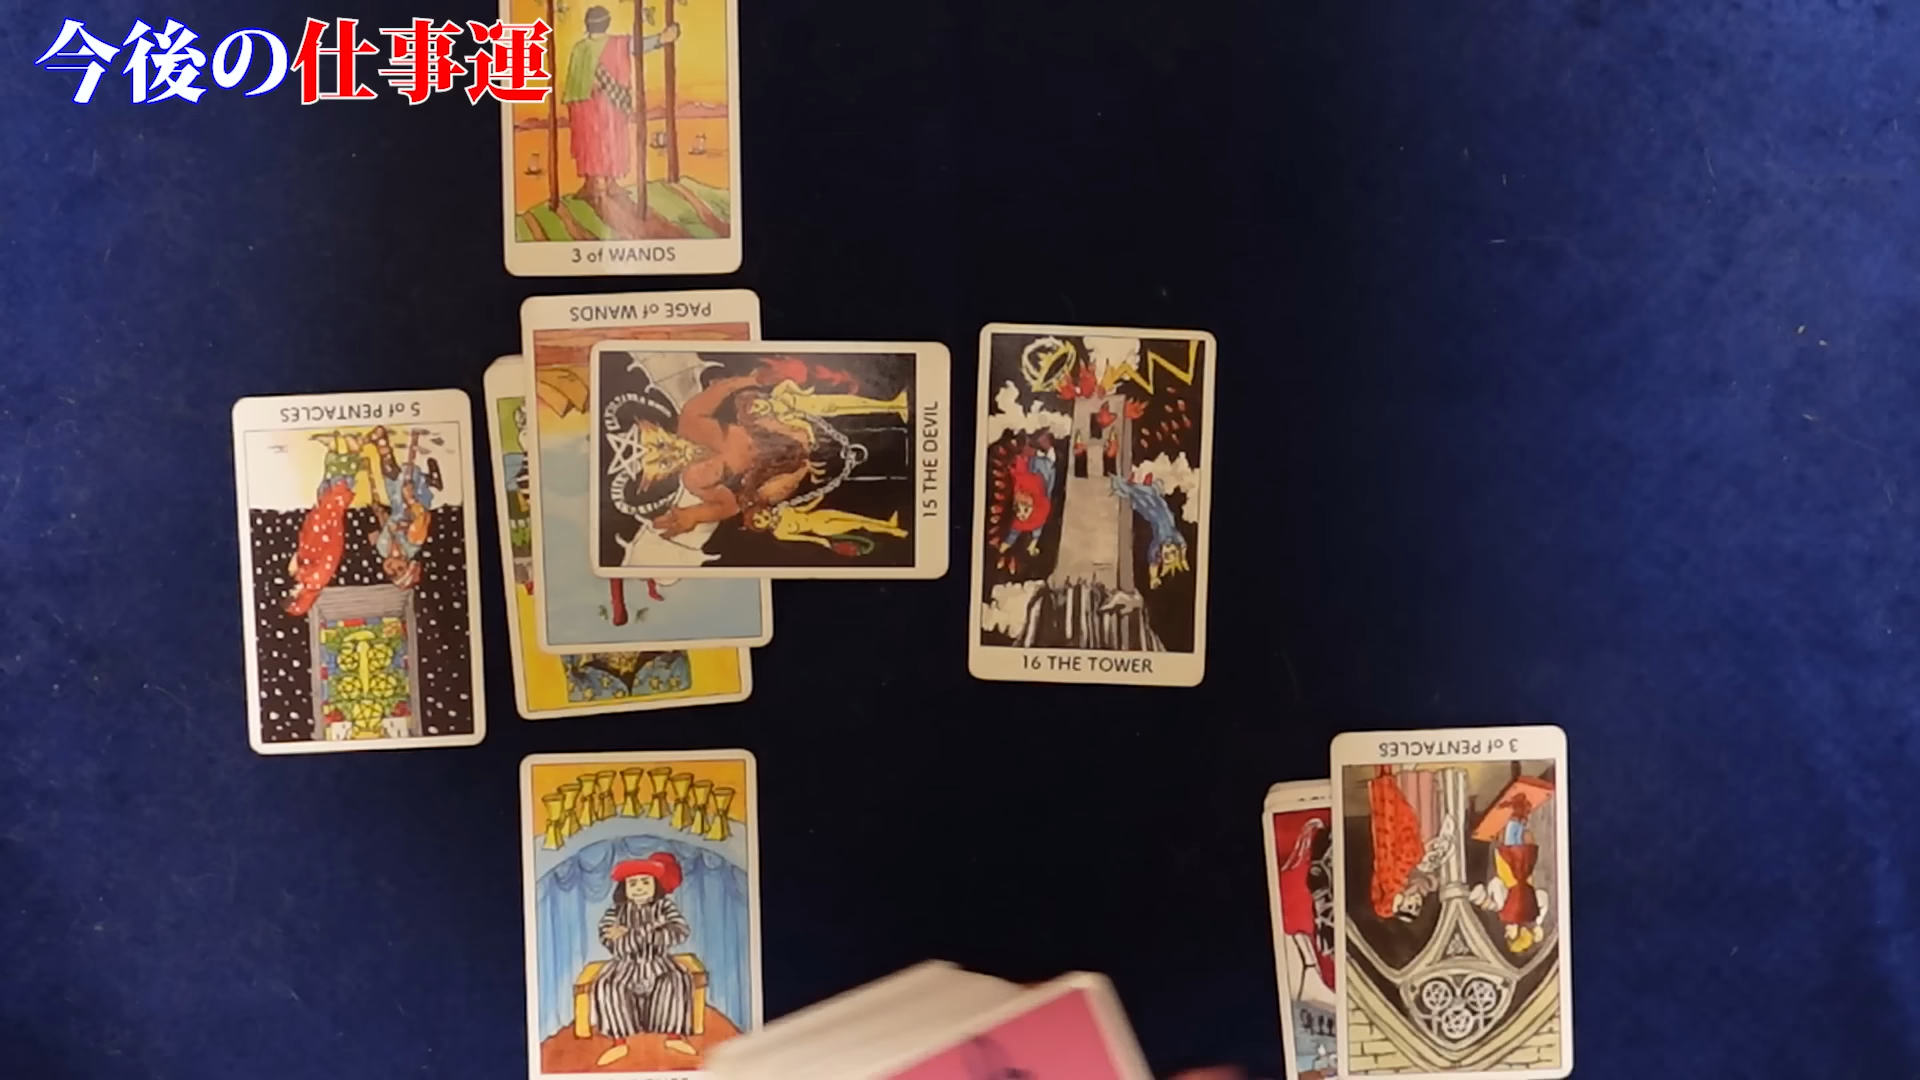 今後の仕事運
3 of WANDS
PAGE of WANDS
5 of PENTACLES
15 THE DEVIL
16 THE TOWER
3 of PENTACLES